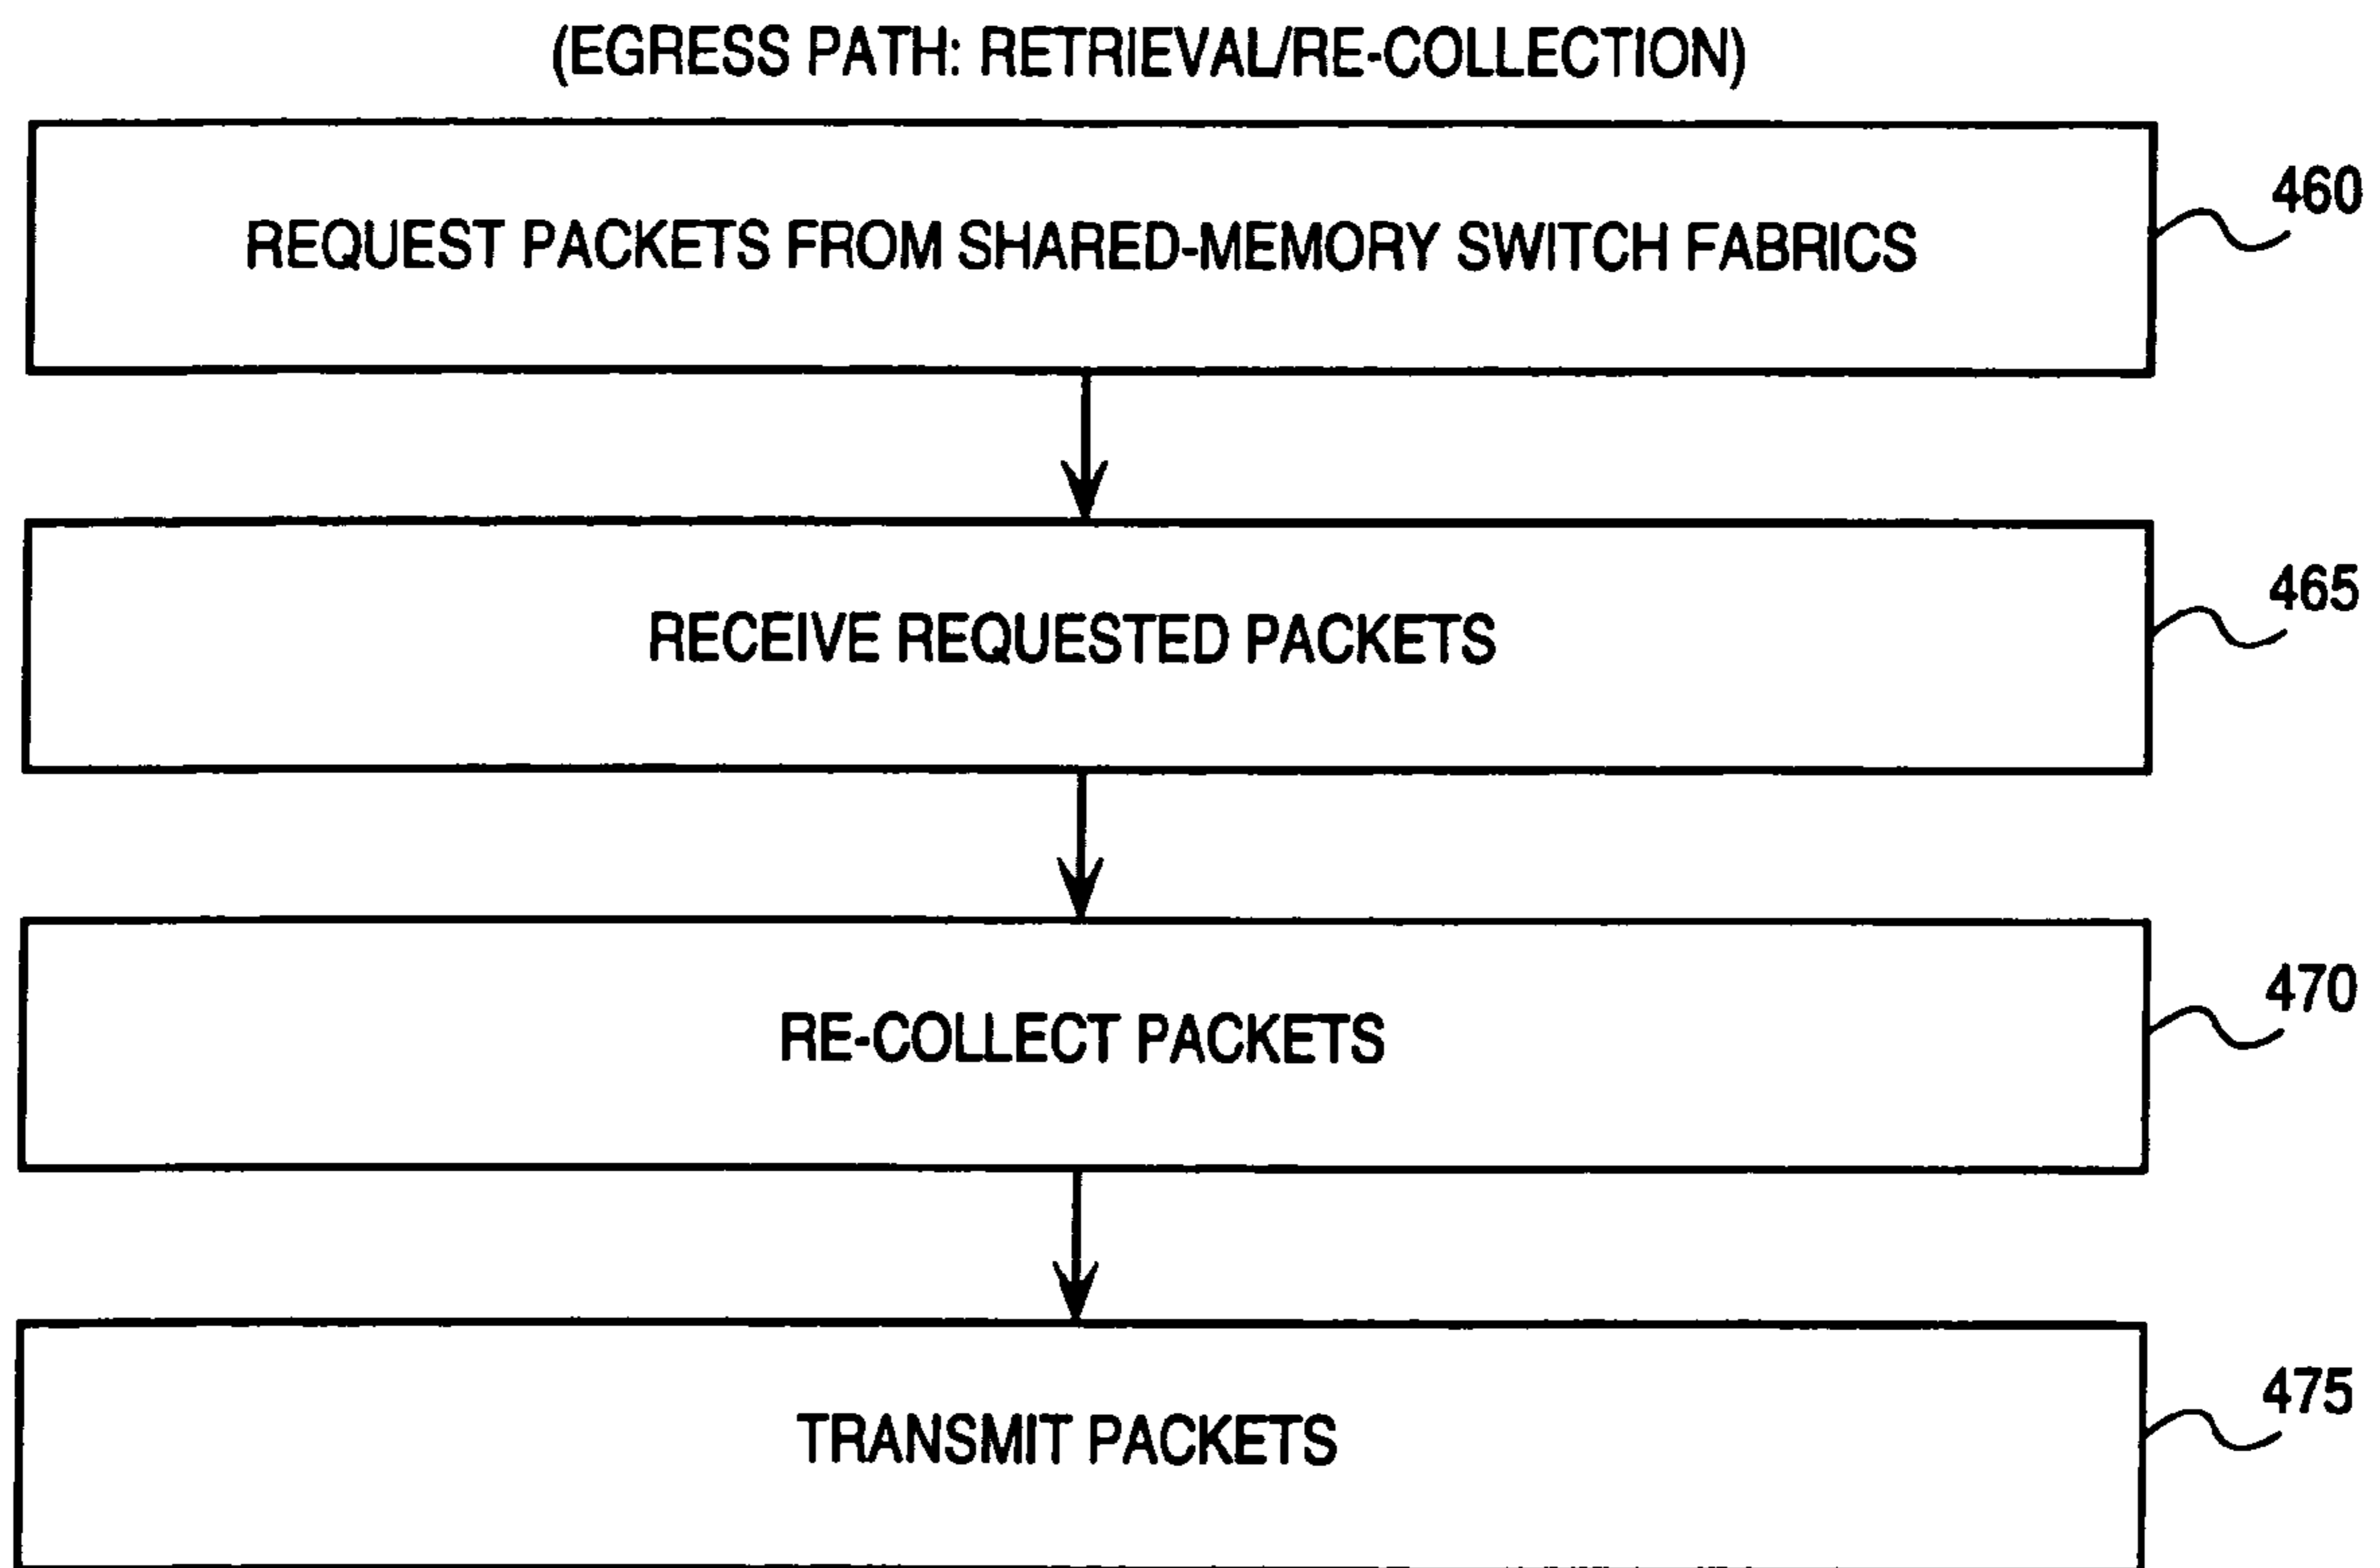 (EGRESS PATH: RETRIEVAL/RE-COLLECTION)
REQUEST PACKETS FROM SHARED-MEMORY SWITCH FABRICS
460
RECEIVE REQUESTED PACKETS
465
RE-COLLECT PACKETS
470
TRANSMIT PACKETS
475